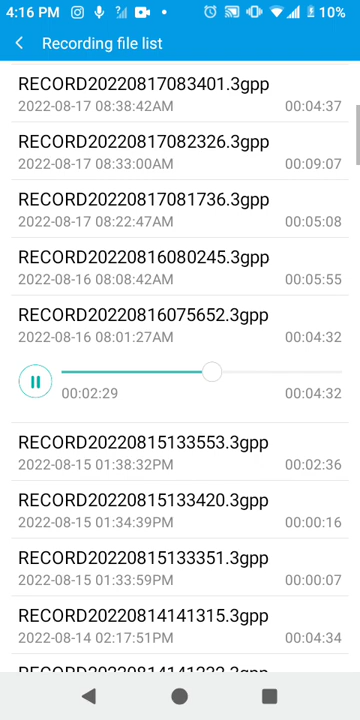 4:16 PM
10%
Recording file list
RECORD20220817083401.3gpp
2022-08-17 08:38:42AM 00:04:37
RECORD20220817082326.3gpp
2022-08-17 08:33:00AM 00:09:07
RECORD20220817081736.3gpp
2022-08-17 08:22:47AM 00:05:08
RECORD20220816080245.3gpp
2022-08-16 08:08:42AM 00:05:55
RECORD20220816075652.3gpp
2022-08-16 08:01:27AM 00:04:32
00:02:29 00:04:32
RECORD20220815133553.3gpp
2022-08-15 01:38:32PM 00:02:36
RECORD20220815133420.3gpp
2022-08-15 01:34:39PM 00:00:16
RECORD20220815133351.3gpp
2022-08-15 01:33:59PM 00:00:07
RECORD20220814141315.3gpp
2022-08-14 02:17:51PM 00:04:34